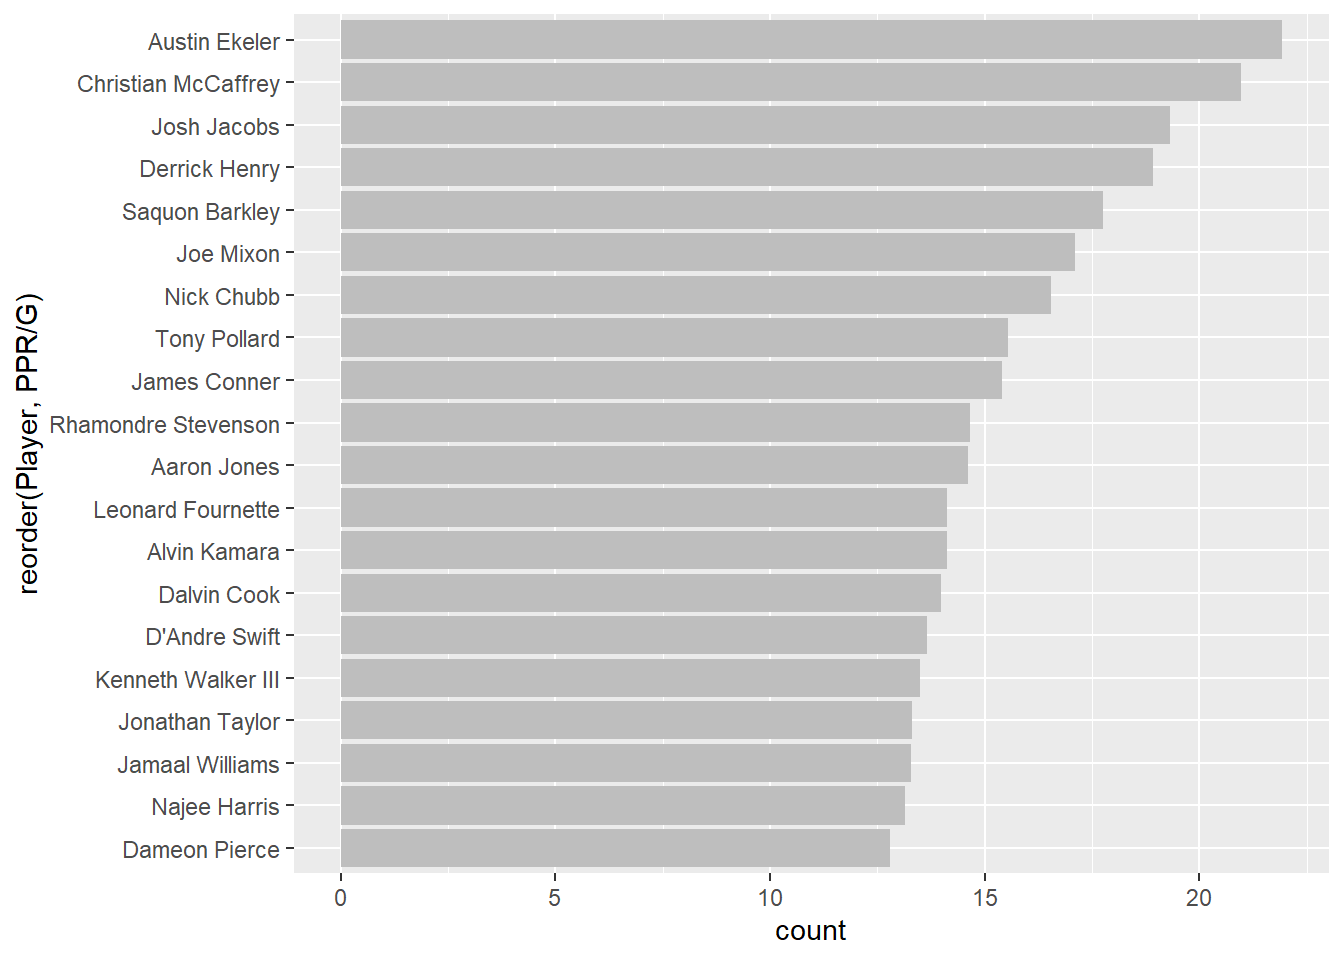 reorder(Player, PPR/G)
Austin Ekeler
Christian McCaffrey
Josh Jacobs
Derrick Henry
Saquon Barkley
Joe Mixon
Nick Chubb
Tony Pollard
James Conner
Rhamondre Stevenson
Aaron Jones
Leonard Fournette
Alvin Kamara
Dalvin Cook
D'Andre Swift
Kenneth Walker III
Jonathan Taylor
Jamaal Williams
Najee Harris
Dameon Pierce
0 5 10 15 20
count